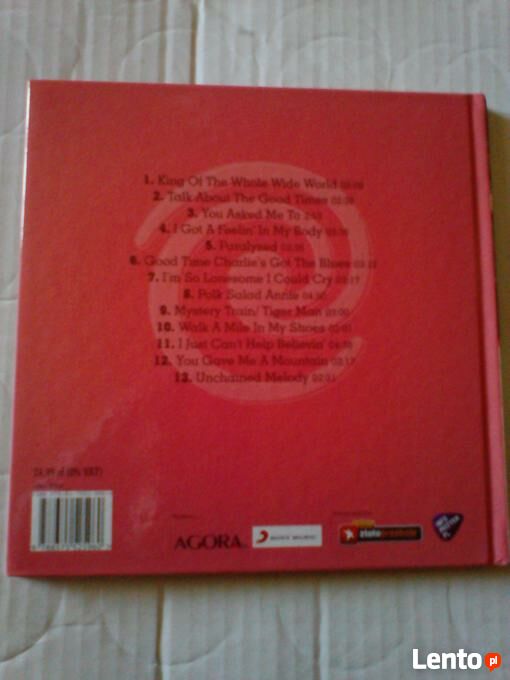 1. King Of The Whole Wide World
2. Talk About The Good Times
3. You Asked Me To
4. I Got A Feelin' In My Body
5. Paralysed
6. Good Time Charlie's Got The Blues
7. I'm So Lonesome I Could Cry
8. Polk Salad Annie
9. Mystery Train/ Tiger Man
10. Walk A Mile In My Shoes
11. I Just Can't Help Believin'
12. You Gave Me A Mountain
13. Unchained Melody
AGORA SONY MUSIC
Lento.pl